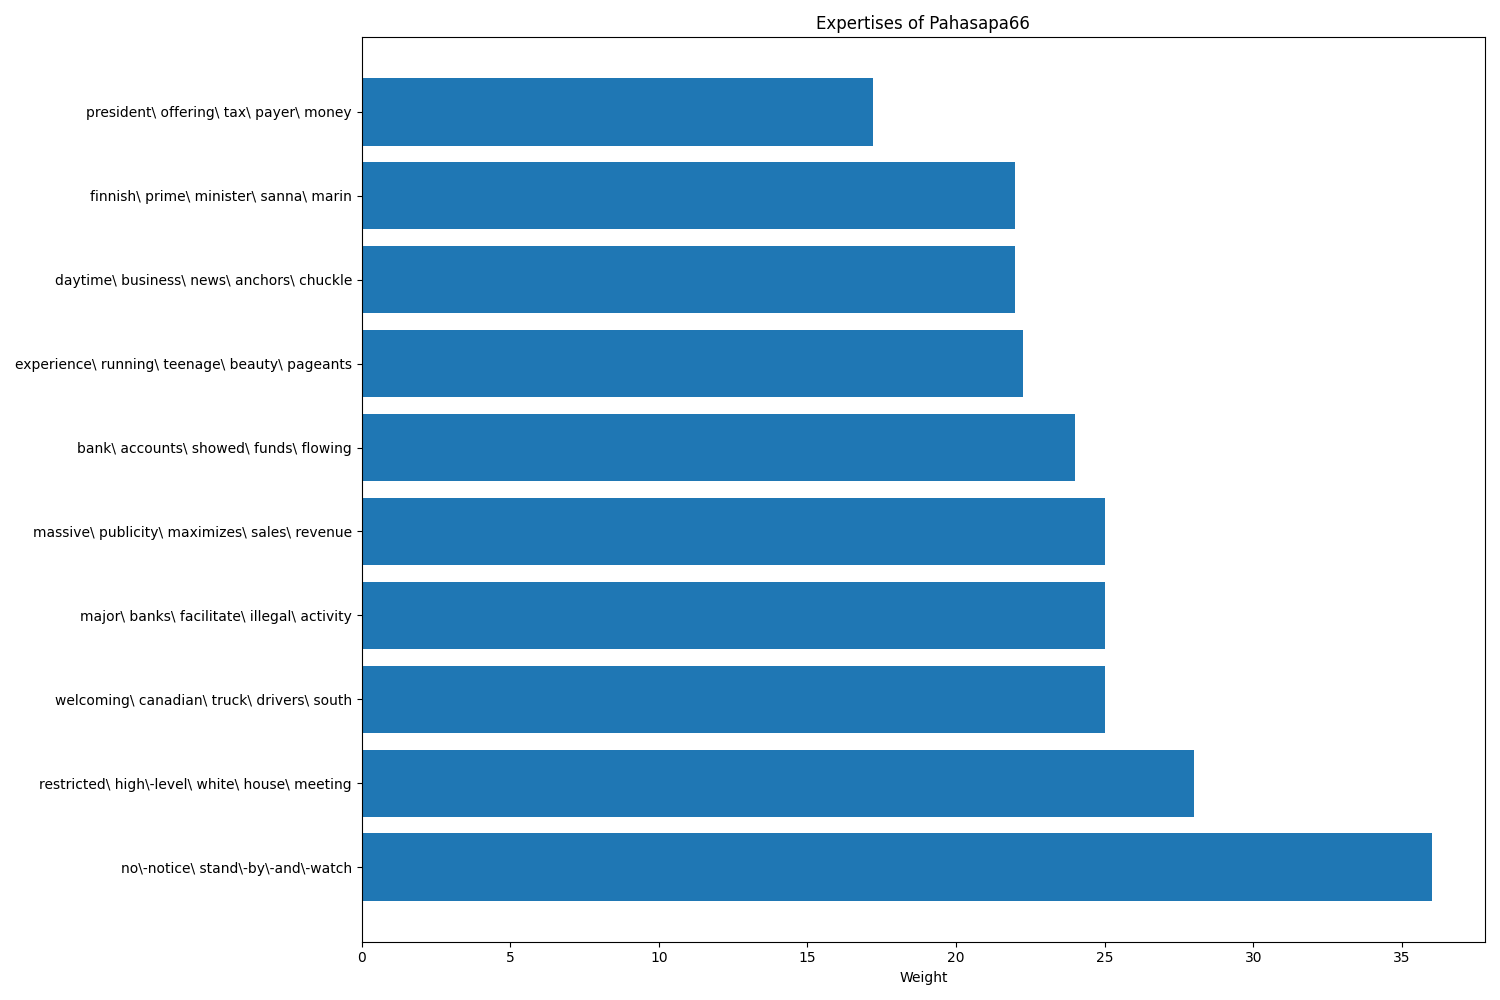 Expertises of Pahasapa66
president\ offering\ tax\ payer\ money
finnish\ prime\ minister\ sanna\ marin
daytime\ business\ news\ anchors\ chuckle
experience\ running\ teenage\ beauty\ pageants
bank\ accounts\ showed\ funds\ flowing
massive\ publicity\ maximizes\ sales\ revenue
major\ banks\ facilitate\ illegal\ activity
welcoming\ canadian\ truck\ drivers\ south
restricted\ high\-level\ white\ house\ meeting
no\-notice\ stand\-by\-and\-watch
0 5 10 15 20 25 30 35
Weight